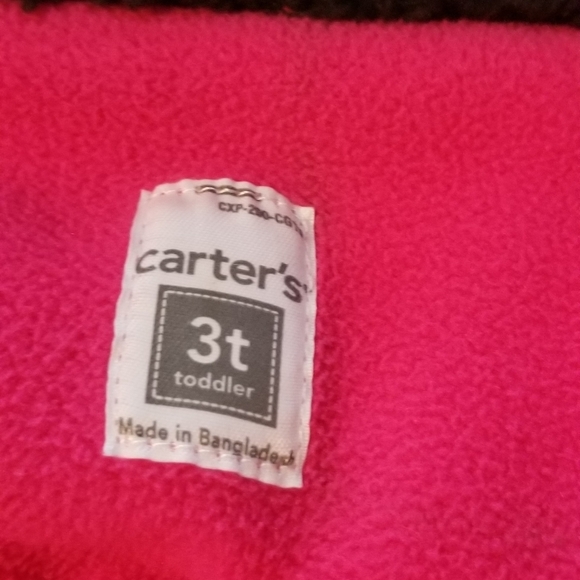 carter's
3t
toddler
Made in Bangladesh